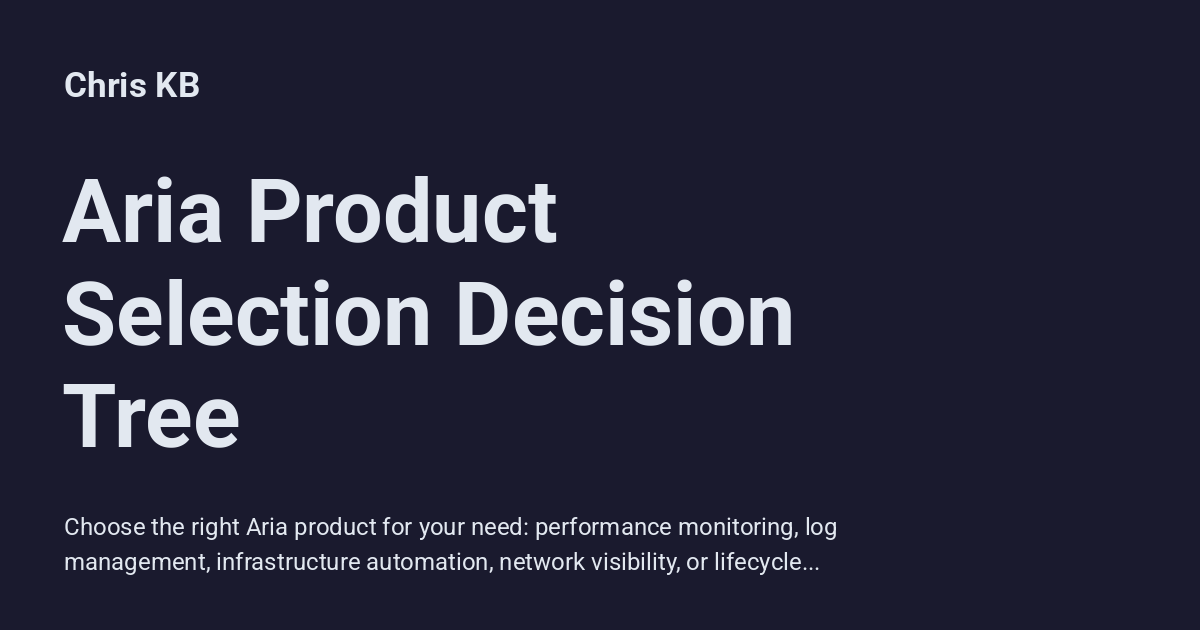 Chris KB
Aria Product
Selection Decision
Tree
Choose the right Aria product for your need: performance monitoring, log
management, infrastructure automation, network visibility, or lifecycle...